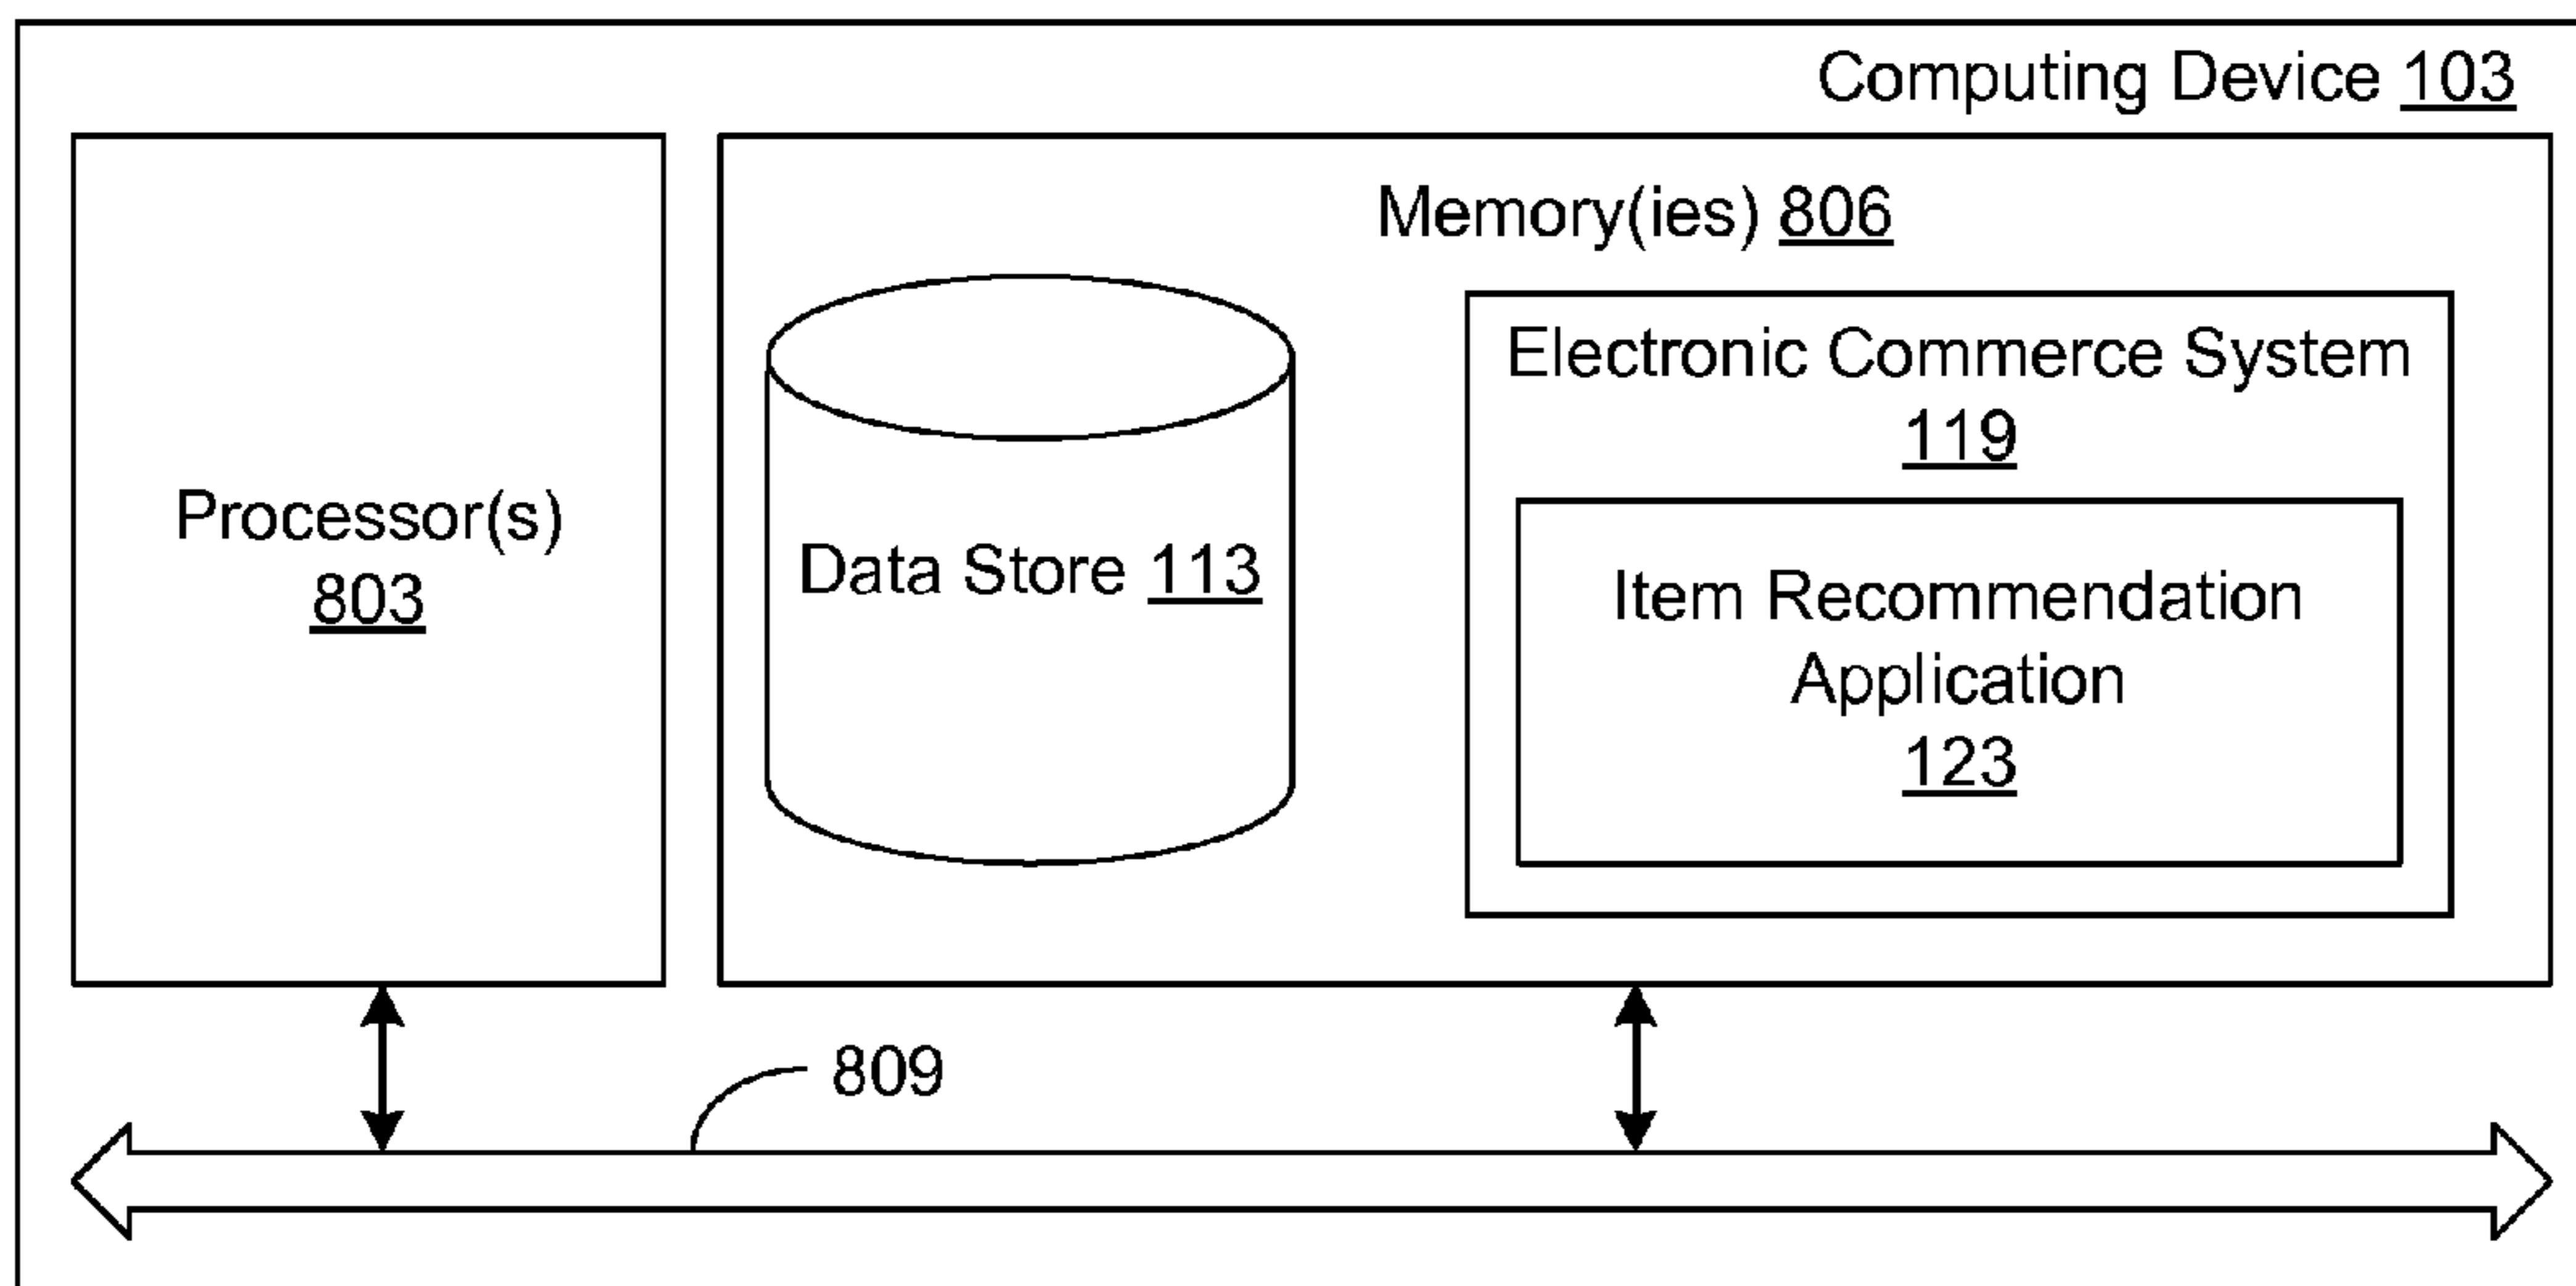 Computing Device 103
Memory(ies) 806
Electronic Commerce System
119
Processor(s)
803
Data Store 113
Item Recommendation
Application
123
809